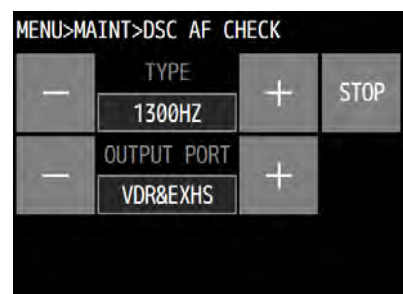 MENU>MAINT>DSC AF CHECK
TYPE
— 1300HZ + STOP
OUTPUT PORT
— VDR&EXHS +